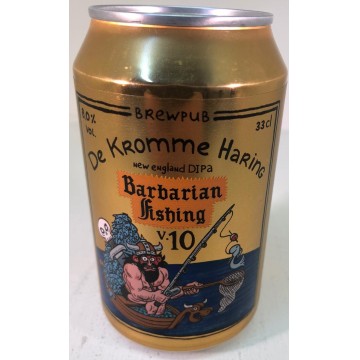 BREWPUB
8.0% VOL.
33cl
De Kromme Haring
new england DIPA
Barbarian
Fishing
V.10